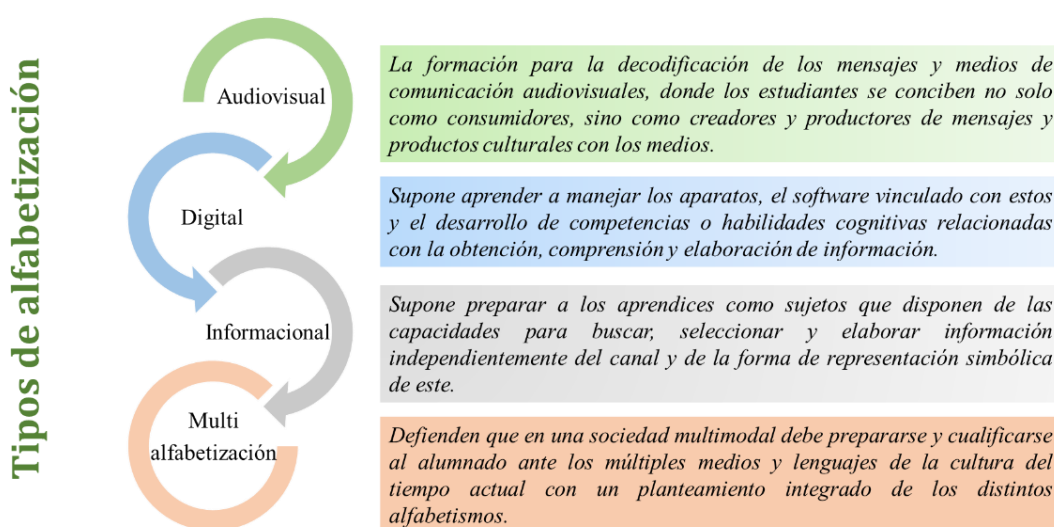 Tipos de alfabetización
Audiovisual
La formación para la decodificación de los mensajes y medios de
comunicación audiovisuales, donde los estudiantes se conciben no solo
como consumidores, sino como creadores y productores de mensajes y
productos culturales con los medios.
Digital
Supone aprender a manejar los aparatos, el software vinculado con estos
y el desarrollo de competencias o habilidades cognitivas relacionadas
con la obtención, comprensión y elaboración de información.
Informacional
Supone preparar a los aprendices como sujetos que disponen de las
capacidades para buscar, seleccionar y elaborar información
independientemente del canal y de la forma de representación simbólica
de este.
Multi
alfabetización
Defienden que en una sociedad multimodal debe prepararse y cualificarse
al alumnado ante los múltiples medios y lenguajes de la cultura del
tiempo actual con un planteamiento integrado de los distintos
alfabetismos.